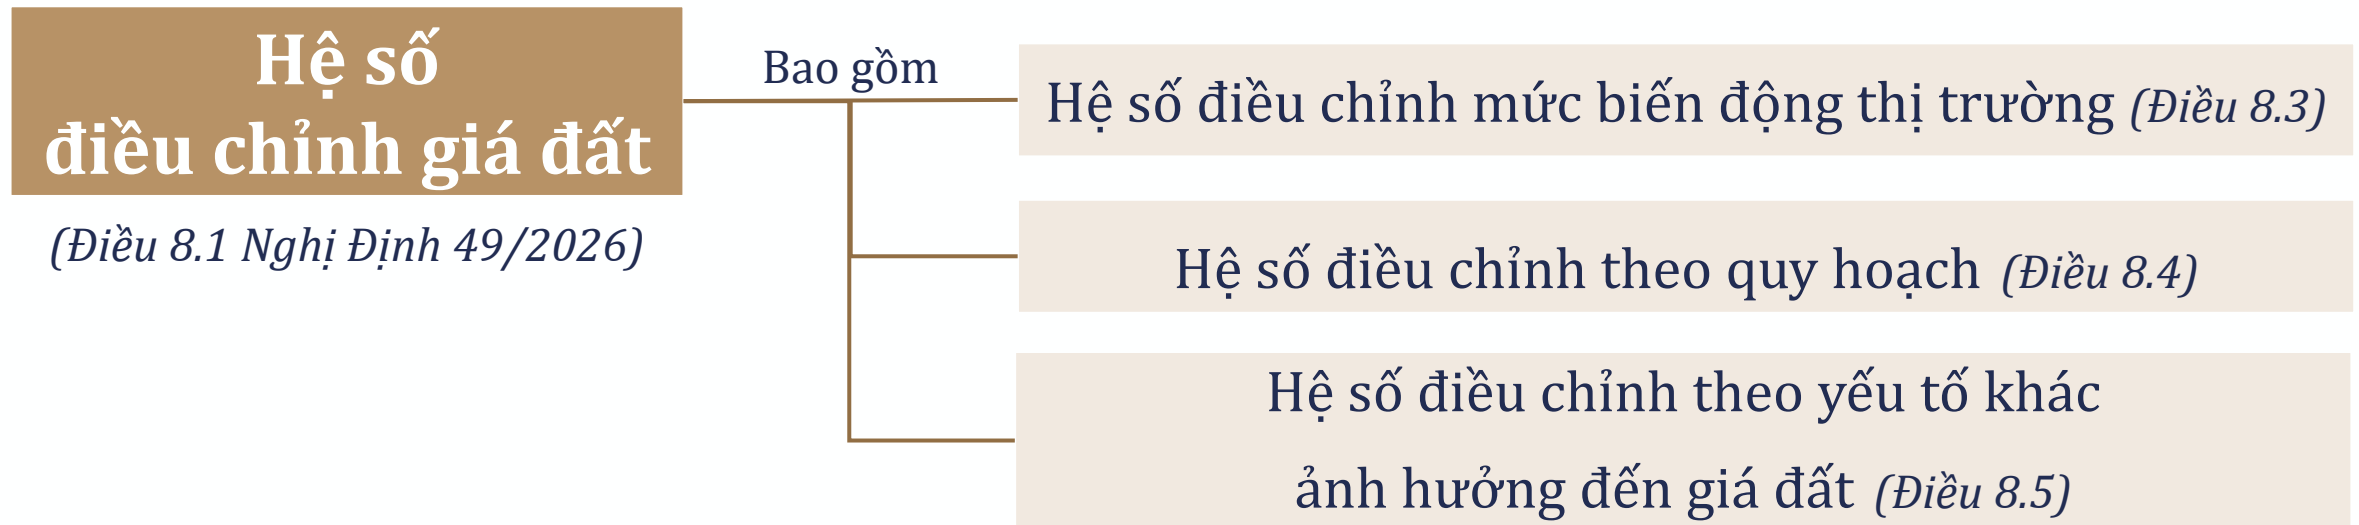 Hệ số
điều chỉnh giá đất
(Điều 8.1 Nghị Định 49/2026)
Bao gồm
Hệ số điều chỉnh mức biến động thị trường (Điều 8.3)
Hệ số điều chỉnh theo quy hoạch (Điều 8.4)
Hệ số điều chỉnh theo yếu tố khác
ảnh hưởng đến giá đất (Điều 8.5)